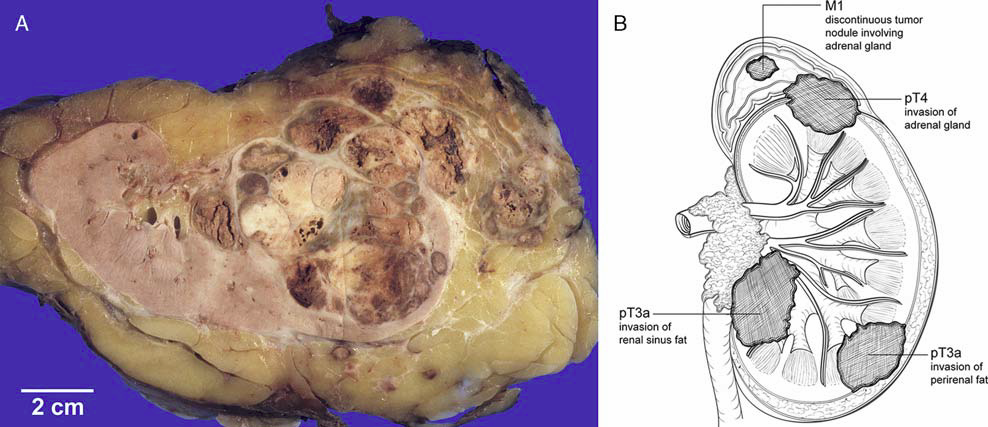 A
2 cm
B
M1
discontinuous tumor
nodule involving
adrenal gland
pT4
invasion of
adrenal gland
pT3a
invasion of
renal sinus fat
pT3a
invasion of
perirenal fat